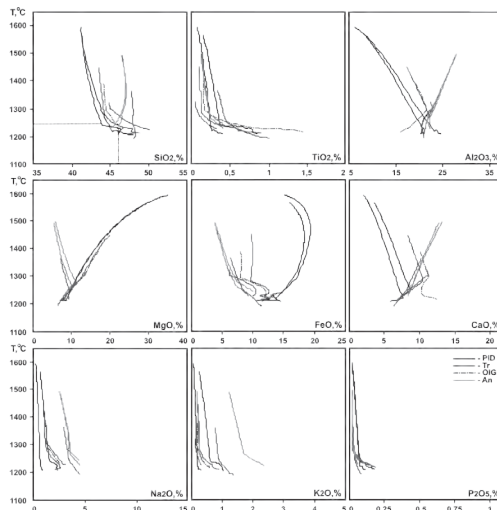 T,°C
1600
1500
1400
1300
1200
1100
35 40 45 50 55
SiO2,%
0 0,5 1 1,5 2
TiO2,%
5 15 25 35
Al2O3,%
T,°C
1600
1500
1400
1300
1200
1100
0 10 20 30 40
MgO,%
0 5 10 15 20 25
FeO,%
0 5 10 15 20
CaO,%
T,°C
1600
1500
1400
1300
1200
1100
0 5 10 15
Na2O,%
0 1 2 3 4 5
K2O,%
- PlD
- Tr
- OlG
- An
0 0,25 0,5 0,75 1
P2O5,%